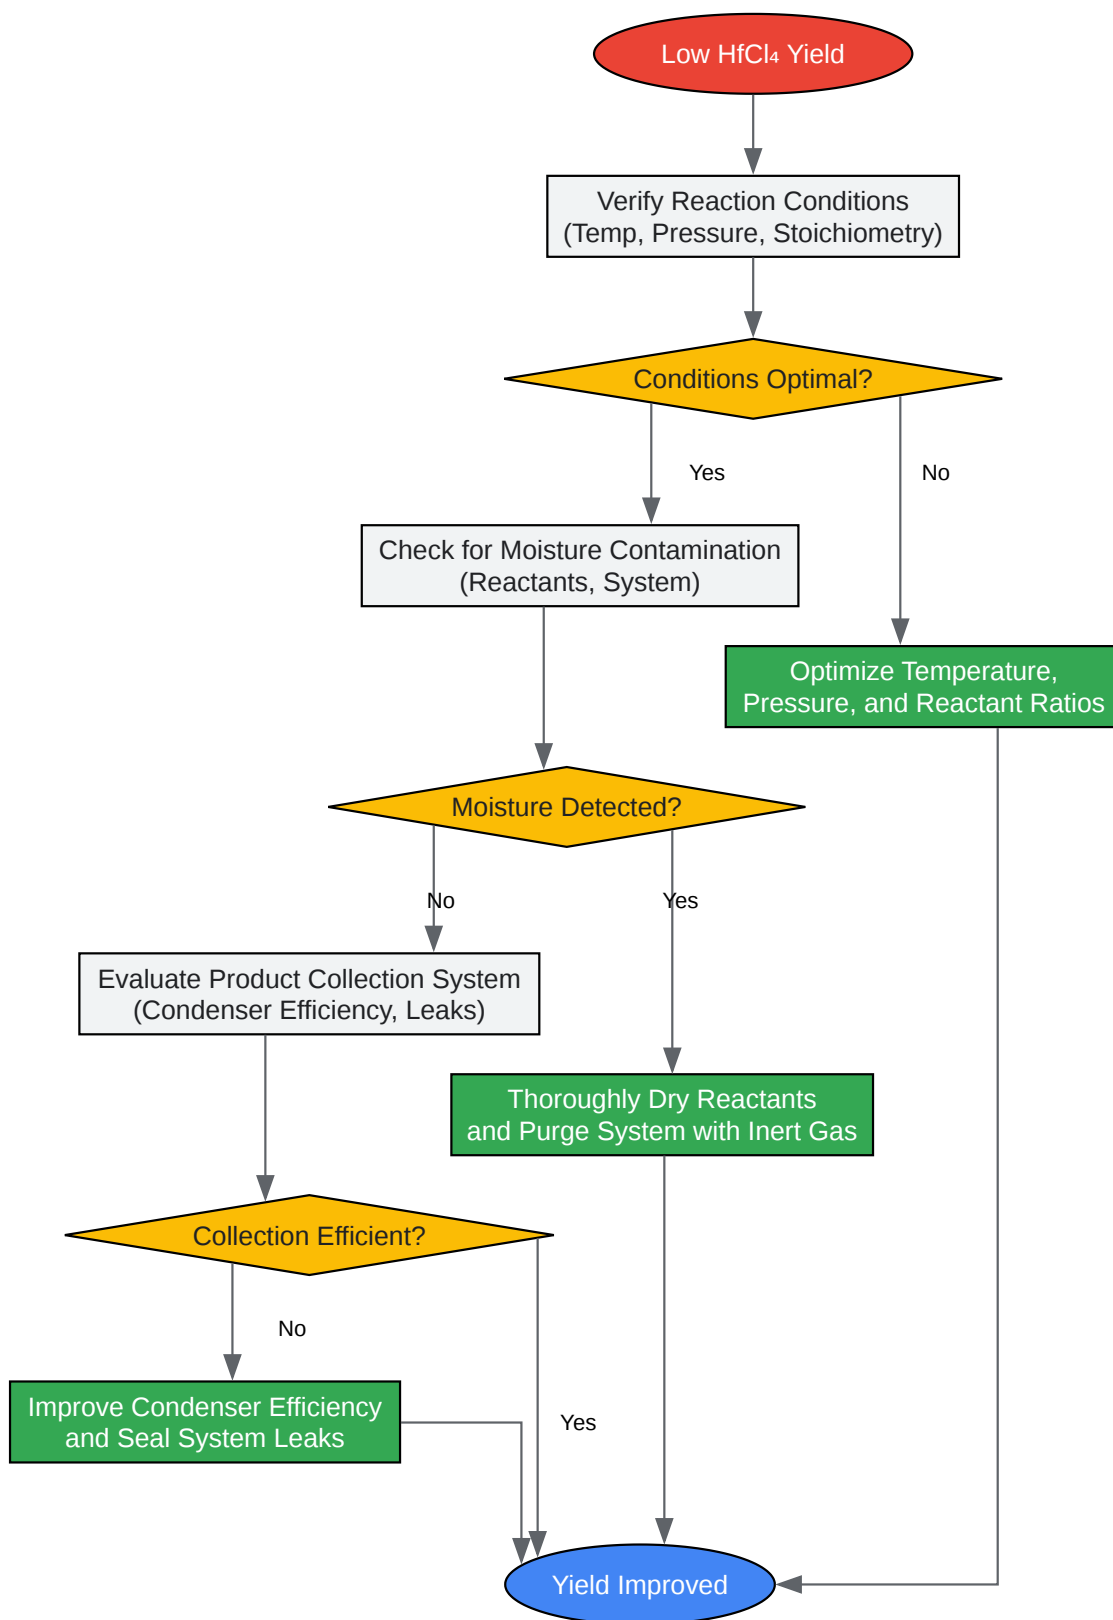 Low HfCl₄ Yield
Verify Reaction Conditions
(Temp, Pressure, Stoichiometry)
Conditions Optimal?
Yes
No
Check for Moisture Contamination
(Reactants, System)
Optimize Temperature,
Pressure, and Reactant Ratios
Moisture Detected?
No
Yes
Evaluate Product Collection System
(Condenser Efficiency, Leaks)
Thoroughly Dry Reactants
and Purge System with Inert Gas
Collection Efficient?
No
Improve Condenser Efficiency
and Seal System Leaks
Yes
Yield Improved